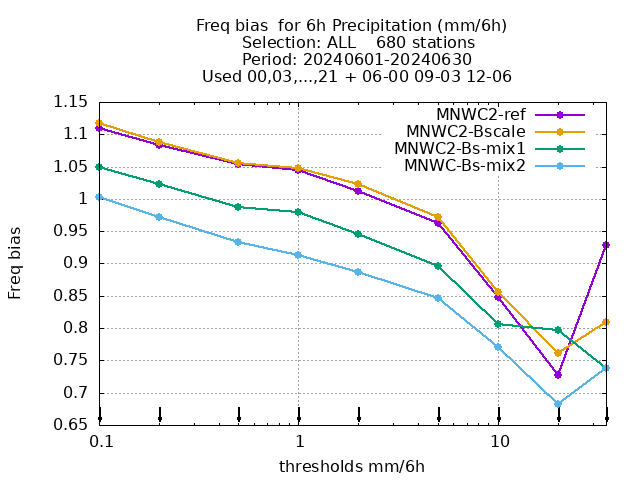 Freq bias  for 6h Precipitation (mm/6h)
Selection: ALL    680 stations
Period: 20240601-20240630
Used 00,03,...,21 + 06-00 09-03 12-06
MNWC2-ref
MNWC2-Bscale
MNWC2-Bs-mix1
MNWC-Bs-mix2
1.15
1.1
1.05
1
0.95
0.9
0.85
0.8
0.75
0.7
0.65
Freq bias
0.1 1 10
thresholds mm/6h